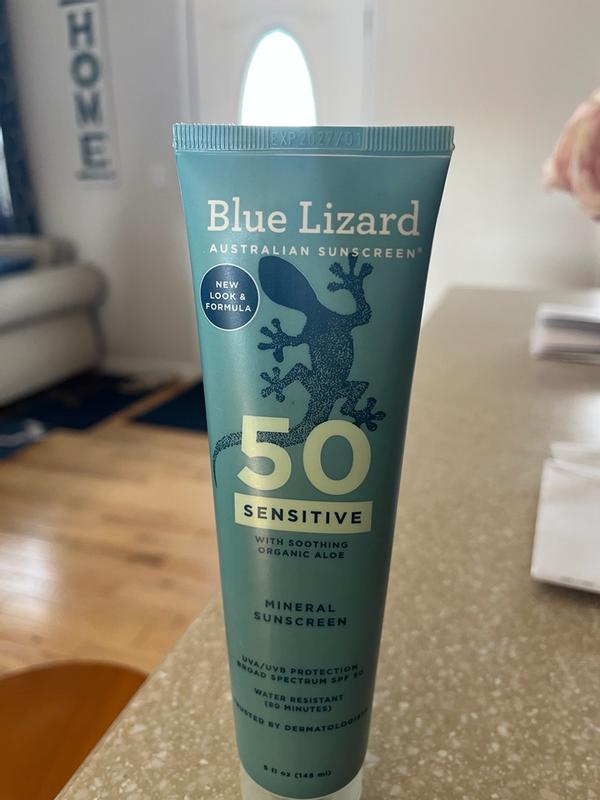 HOME
EXP 2027/01
Blue Lizard
AUSTRALIAN SUNSCREEN®
NEW
LOOK &
FORMULA
50
SENSITIVE
WITH SOOTHING
ORGANIC ALOE
MINERAL
SUNSCREEN
UVA/UVB PROTECTION
BROAD SPECTRUM SPF 50
WATER RESISTANT
(80 MINUTES)
TRUSTED BY DERMATOLOGISTS
5 fl oz (148 ml)